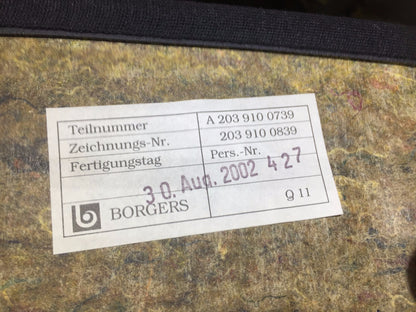 Teilnummer A 203 910 0739
Zeichnungs-Nr. 203 910 0839
Fertigungstag Pers.-Nr.
30. Aug. 2002 427
b BORGERS Q 11